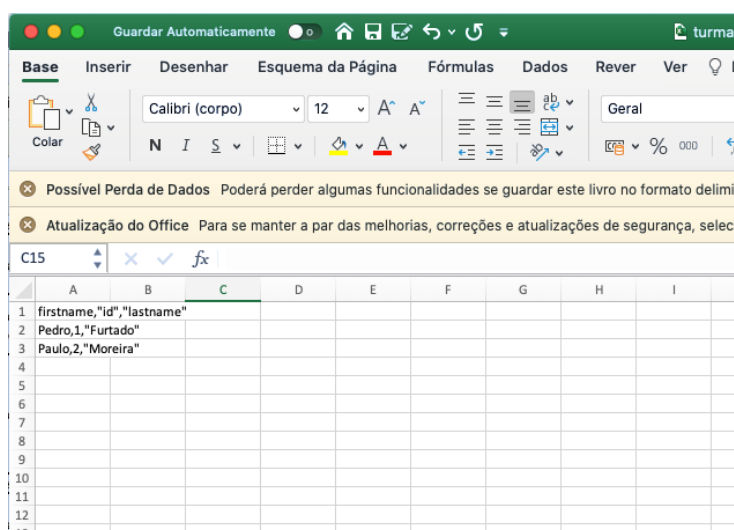 Guardar Automaticamente
turma
Base Inserir Desenhar Esquema da Página Fórmulas Dados Rever Ver
Colar Calibri (corpo) 12 A A Geral
N I S A ab % 000
Possível Perda de Dados Poderá perder algumas funcionalidades se guardar este livro no formato delimi
Atualização do Office Para se manter a par das melhorias, correções e atualizações de segurança, selec
C15 fx
A B C D E F G H I
1 firstname,"id","lastname"
2 Pedro,1,"Furtado"
3 Paulo,2,"Moreira"
4
5
6
7
8
9
10
11
12